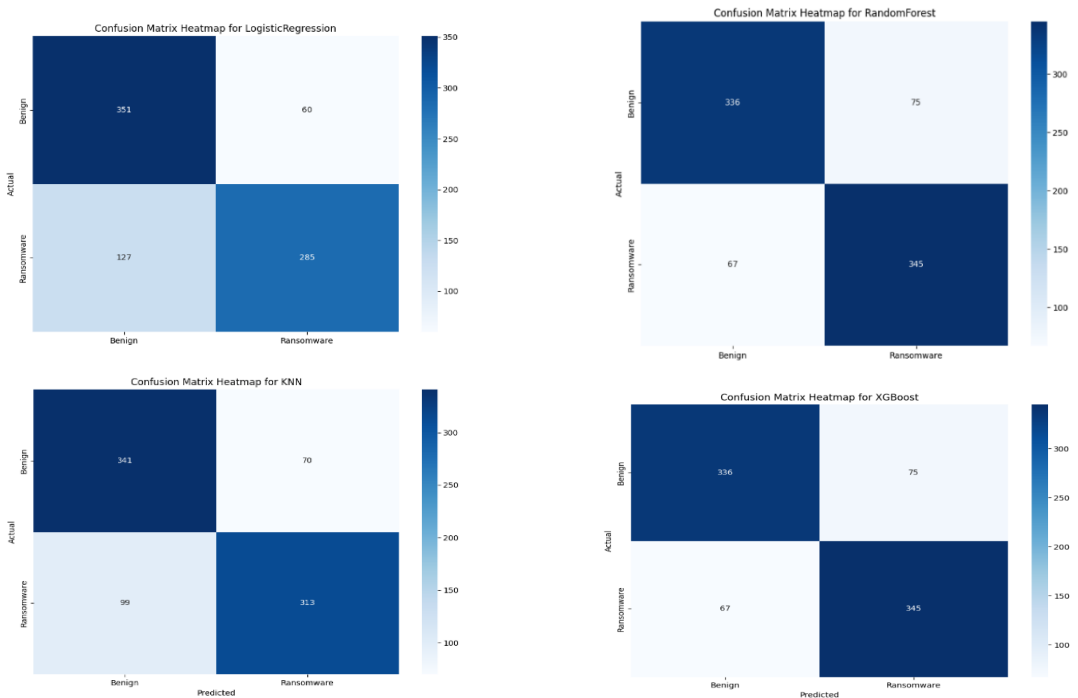 Confusion Matrix Heatmap for LogisticRegression
350
300
250
200
150
100
Benign
351
60
Actual
Ransomware
127
285
Benign
Ransomware
Confusion Matrix Heatmap for RandomForest
300
250
200
150
100
Benign
336
75
Actual
Ransomware
67
345
Benign
Ransomware
Confusion Matrix Heatmap for KNN
300
250
200
150
100
Benign
341
70
Actual
Ransomware
99
313
Benign
Ransomware
Predicted
Confusion Matrix Heatmap for XGBoost
300
250
200
150
100
Benign
336
75
Actual
Ransomware
67
345
Benign
Ransomware
Predicted